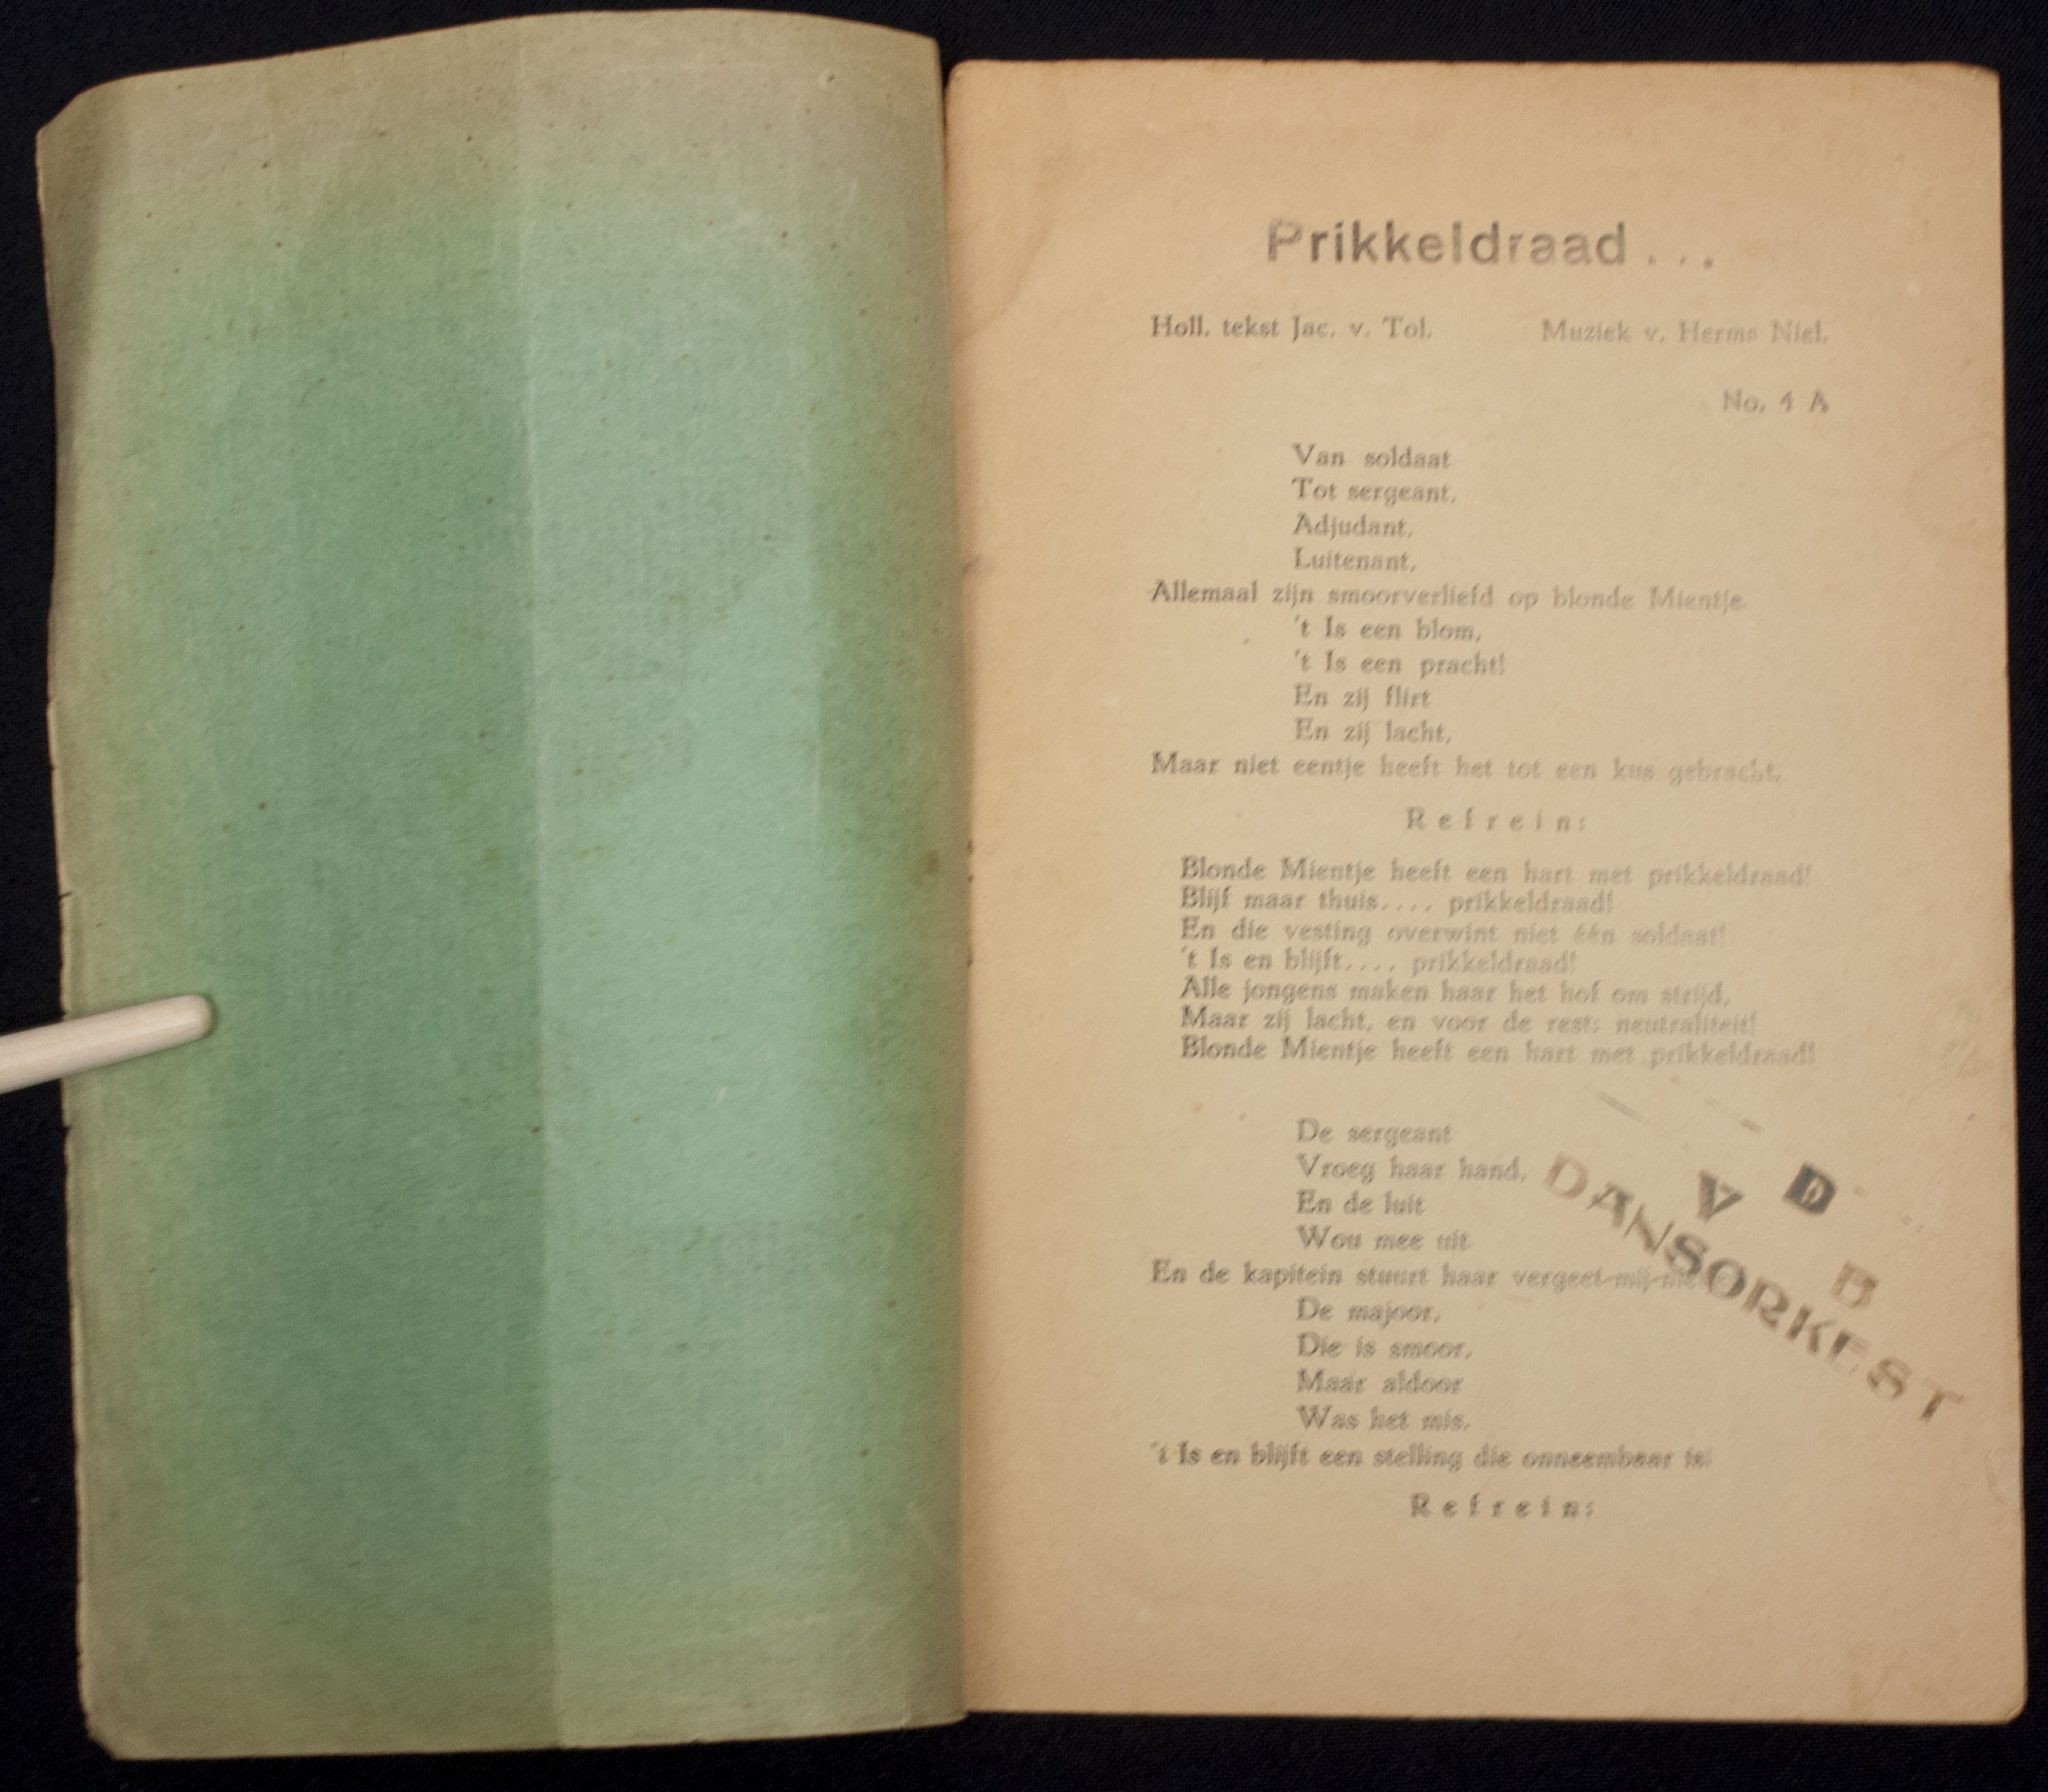 Prikkeldraad...
Holl. tekst Jac. v. Tol. Muziek v. Herms Niel.
No. 4 A
Van soldaat
Tot sergeant,
Adjudant,
Luitenant,
Allemaal zijn smoorverliefd op blonde Mientje.
't Is een blom,
't Is een pracht!
En zij flirt
En zij lacht,
Maar niet eentje heeft het tot een kus gebracht.
Refrein:
Blonde Mientje heeft een hart met prikkeldraad!
Blijf maar thuis.... prikkeldraad!
En die vesting overwint niet één soldaat!
't Is en blijft.... prikkeldraad!
Alle jongens maken haar het hof om strijd,
Maar zij lacht, en voor de rest: neutraliteit!
Blonde Mientje heeft een hart met prikkeldraad!
De sergeant
Vroeg haar hand,
En de luit
Wou mee uit
En de kapitein stuurt haar vergeet-mij-
De majoor,
Die is smoor,
Maar aldoor
Was het mis.
't Is en blijft een stelling die onneembaar is!
Refrein:
V D B
DANSORKEST